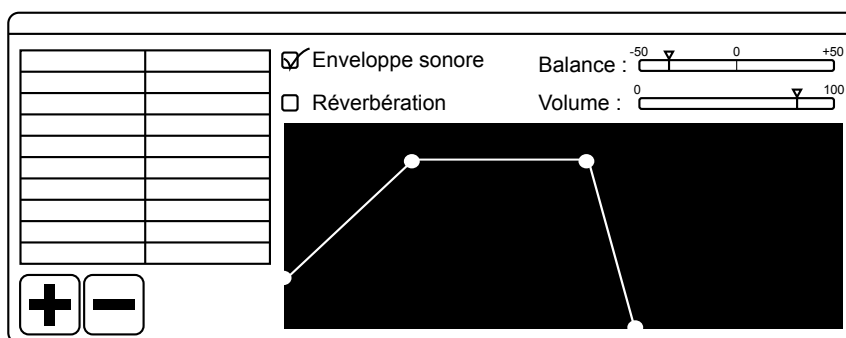 Enveloppe sonore
Balance : -50 0 +50
Réverbération
Volume : 0 100